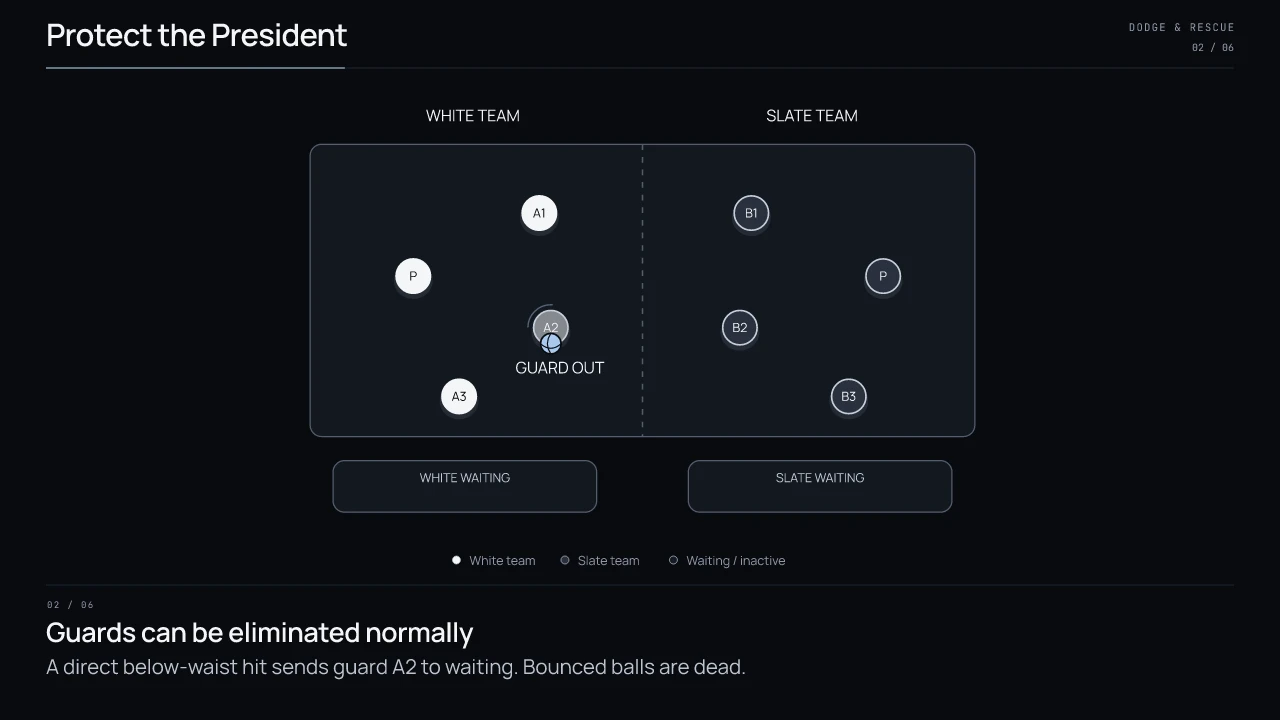 Protect the President
DODGE & RESCUE
02 / 06
WHITE TEAM
SLATE TEAM
A1
B1
P
P
A2
B2
GUARD OUT
A3
B3
WHITE WAITING
SLATE WAITING
White team
Slate team
Waiting / inactive
02 / 06
Guards can be eliminated normally
A direct below-waist hit sends guard A2 to waiting. Bounced balls are dead.